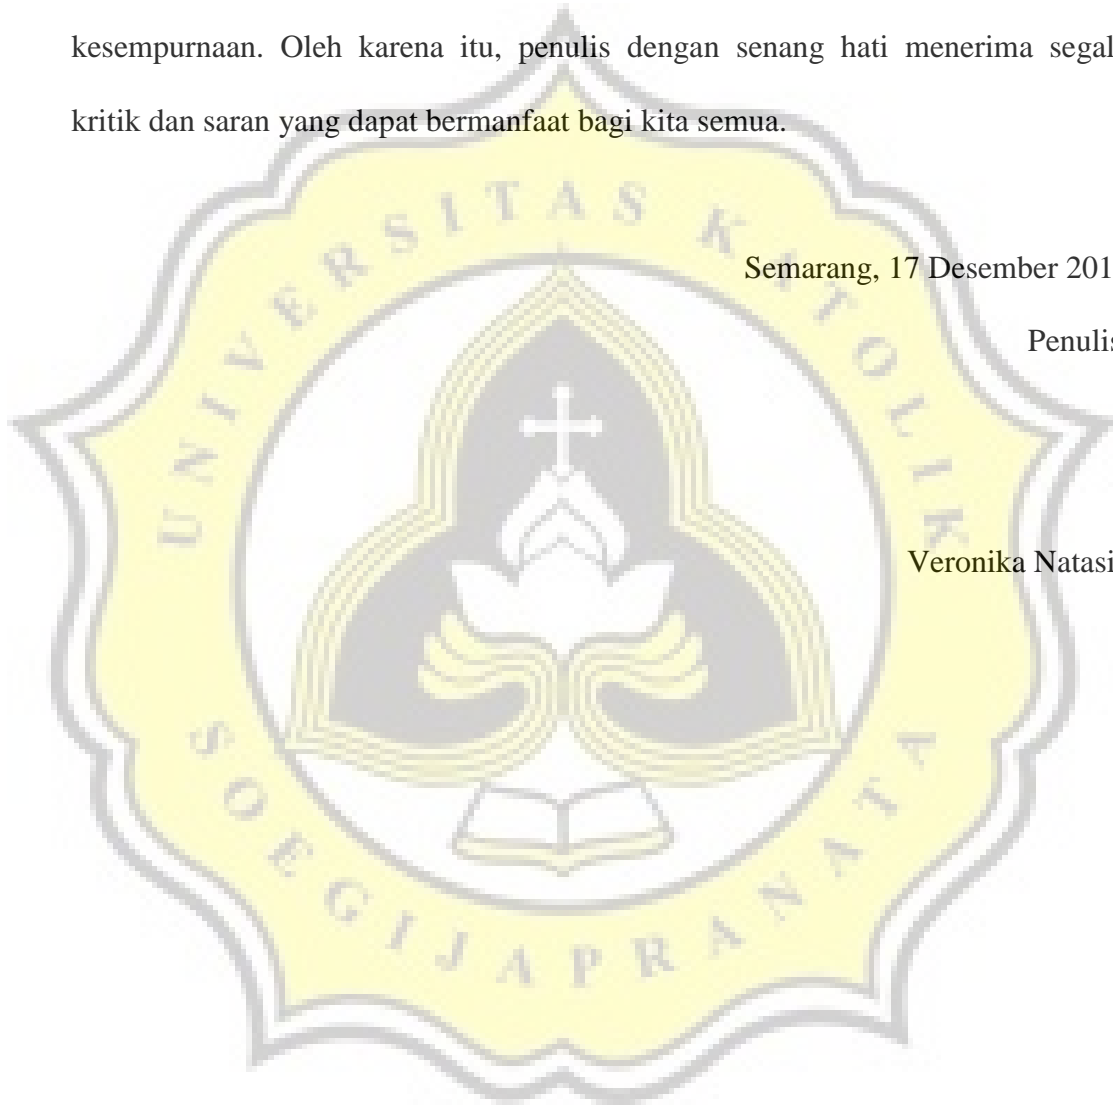 kesempurnaan. Oleh karena itu, penulis dengan senang hati menerima segal
kritik dan saran yang dapat bermanfaat bagi kita semua.
Semarang, 17 Desember 201
Penulis
Veronika Natasi
UNIVERSITAS KATOLIK
SOEGIJAPRANATA